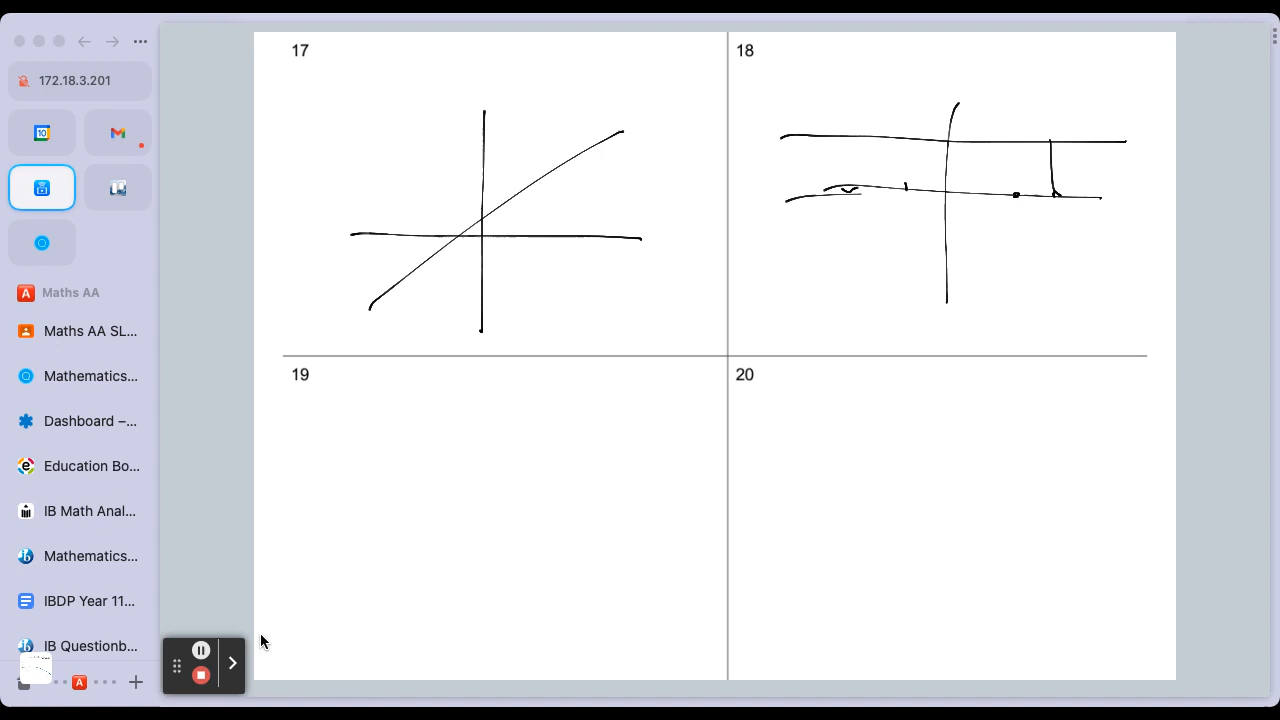 172.18.3.201
10
Maths AA
Maths AA SL...
Mathematics...
Dashboard –...
Education Bo...
IB Math Anal...
Mathematics...
IBDP Year 11...
IB Questionb...
17
18
19
20